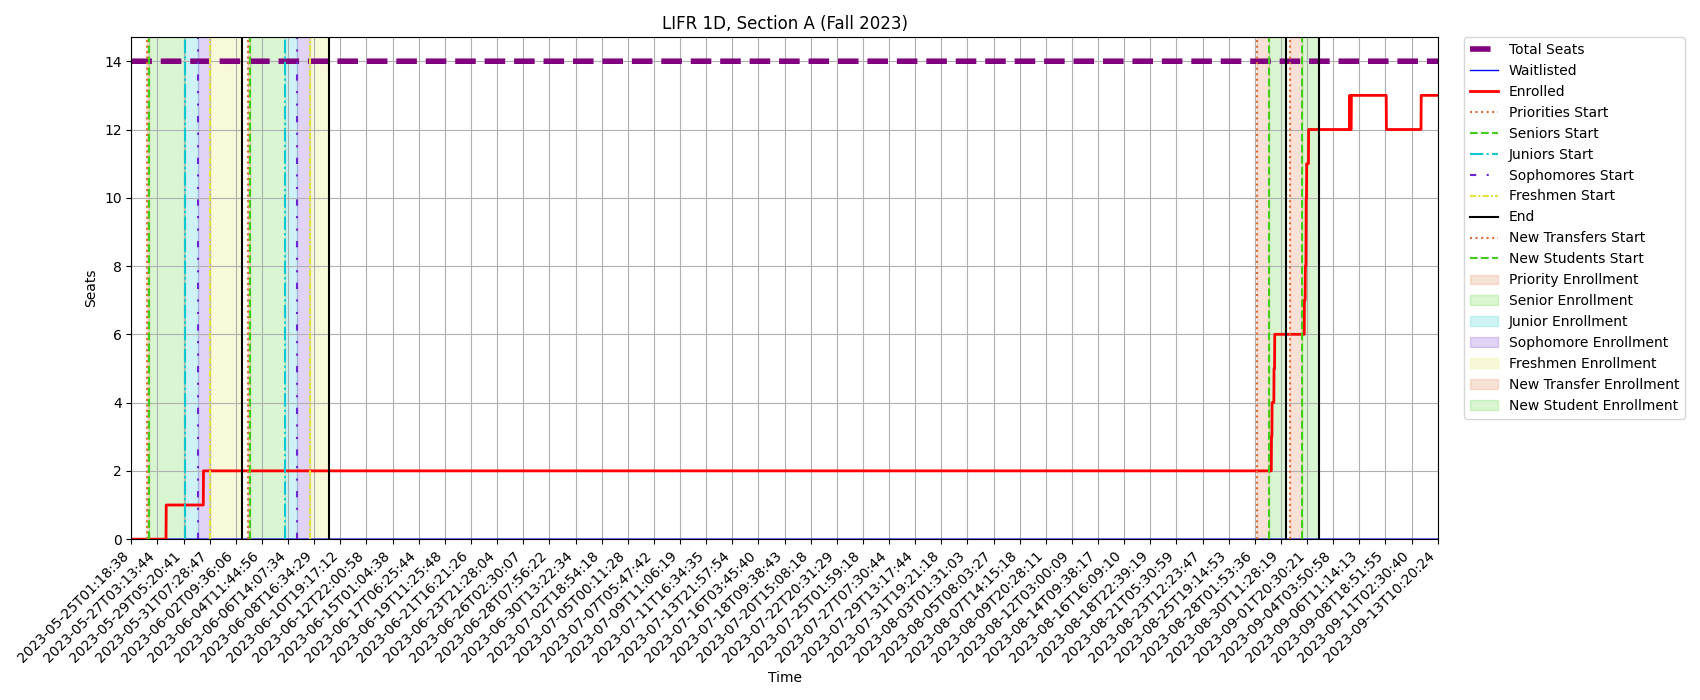 LIFR 1D, Section A (Fall 2023)
Seats
14
12
10
8
6
4
2
0
2023-05-25T01:18:38
2023-05-27T03:13:44
2023-05-29T05:20:41
2023-05-31T07:28:47
2023-06-02T09:36:06
2023-06-04T11:44:56
2023-06-06T14:07:34
2023-06-08T16:34:29
2023-06-10T19:17:12
2023-06-12T22:00:58
2023-06-15T01:04:38
2023-06-17T06:25:44
2023-06-19T11:25:48
2023-06-21T16:21:26
2023-06-23T21:28:04
2023-06-26T02:30:07
2023-06-28T07:56:22
2023-06-30T13:22:34
2023-07-02T18:54:18
2023-07-05T00:11:28
2023-07-07T05:47:42
2023-07-09T11:06:19
2023-07-11T16:34:35
2023-07-13T21:57:54
2023-07-16T03:45:40
2023-07-18T09:38:43
2023-07-20T15:08:18
2023-07-22T20:31:29
2023-07-25T01:59:18
2023-07-27T07:30:44
2023-07-29T13:17:44
2023-07-31T19:21:18
2023-08-03T01:31:03
2023-08-05T08:03:27
2023-08-07T14:15:18
2023-08-09T20:28:11
2023-08-12T03:00:09
2023-08-14T09:38:17
2023-08-16T16:09:10
2023-08-18T22:39:19
2023-08-21T05:30:59
2023-08-23T12:23:47
2023-08-25T19:14:53
2023-08-28T01:53:36
2023-08-30T11:28:19
2023-09-01T20:30:21
2023-09-04T03:50:58
2023-09-06T11:14:13
2023-09-08T18:51:55
2023-09-11T02:30:40
2023-09-13T10:20:24
Time
Total Seats
Waitlisted
Enrolled
Priorities Start
Seniors Start
Juniors Start
Sophomores Start
Freshmen Start
End
New Transfers Start
New Students Start
Priority Enrollment
Senior Enrollment
Junior Enrollment
Sophomore Enrollment
Freshmen Enrollment
New Transfer Enrollment
New Student Enrollment